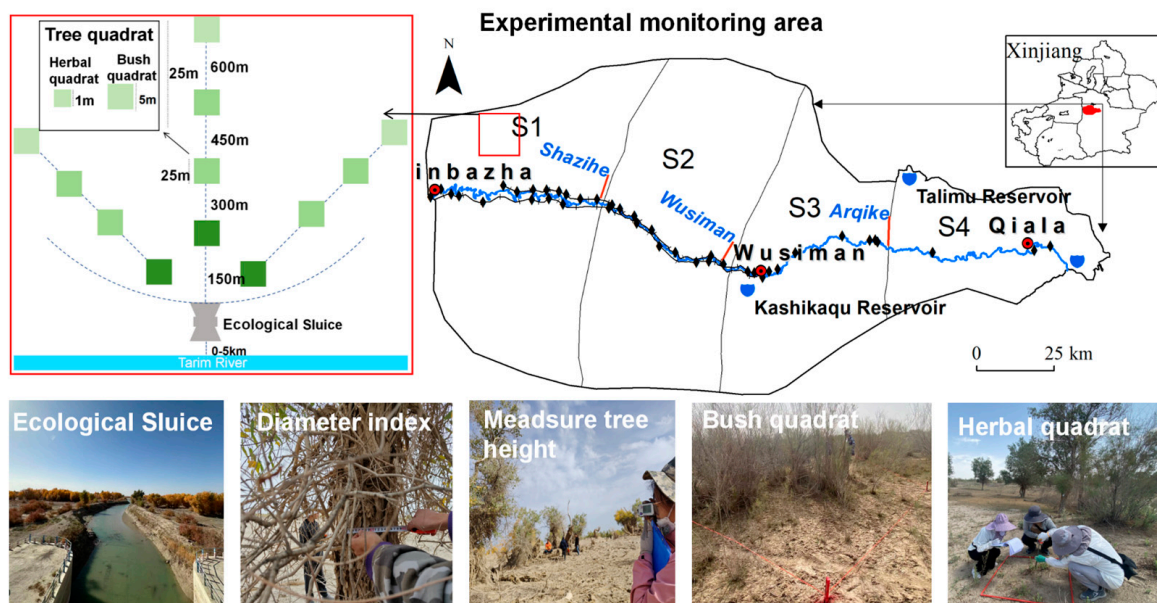 Experimental monitoring area
Tree quadrat
Herbal
quadrat
Bush
quadrat
1m
5m
25m
600m
450m
25m
300m
150m
Ecological Sluice
0-5km
Tarim River
N
S1
inbazha
Shazihe
S2
Wusiman
Wusiman
Kashikaqu Reservoir
S3
Arqike
Talimu Reservoir
S4
Qiala
0
25 km
Xinjiang
Ecological Sluice
Diameter index
Meadsure tree
height
Bush quadrat
Herbal quadrat